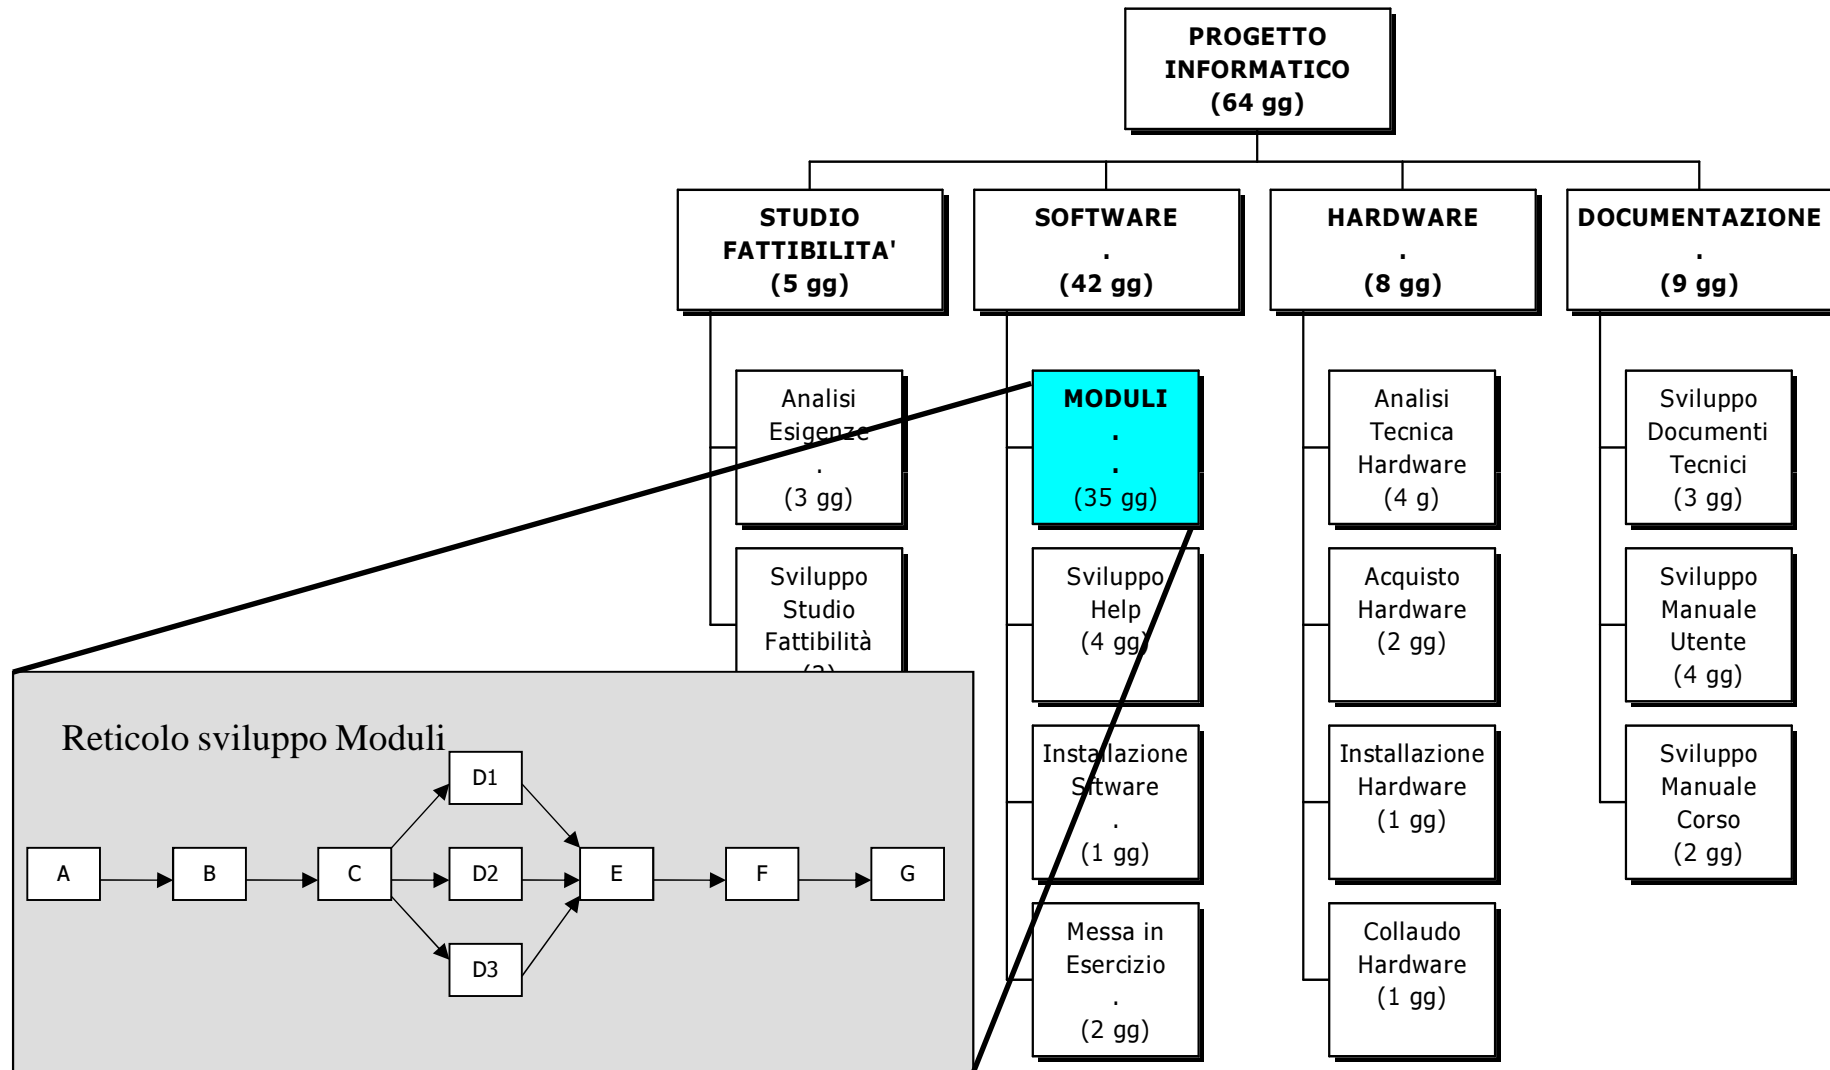 PROGETTO
INFORMATICO
(64 gg)
STUDIO
FATTIBILITA'
(5 gg)
SOFTWARE
.
(42 gg)
HARDWARE
.
(8 gg)
DOCUMENTAZIONE
.
(9 gg)
Analisi
Esigenze
.
(3 gg)
Sviluppo
Studio
Fattibilità
MODULI
.
.
(35 gg)
Sviluppo
Help
(4 gg)
Installazione
Sftware
.
(1 gg)
Messa in
Esercizio
.
(2 gg)
Analisi
Tecnica
Hardware
(4 g)
Acquisto
Hardware
(2 gg)
Installazione
Hardware
(1 gg)
Collaudo
Hardware
(1 gg)
Sviluppo
Documenti
Tecnici
(3 gg)
Sviluppo
Manuale
Utente
(4 gg)
Sviluppo
Manuale
Corso
(2 gg)
Reticolo sviluppo Moduli
D1
A
B
C
D2
E
F
G
D3